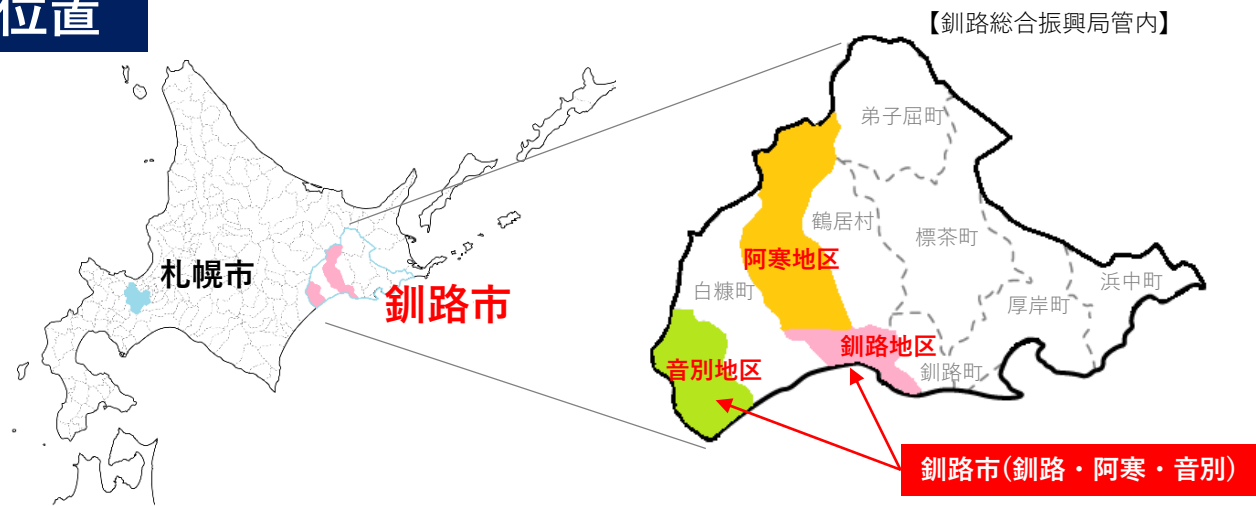 位置
【釧路総合振興局管内】
弟子屈町
鶴居村
標茶町
阿寒地区
浜中町
白糠町
厚岸町
札幌市
釧路市
釧路地区
音別地区
釧路町
釧路市(釧路・阿寒・音別)